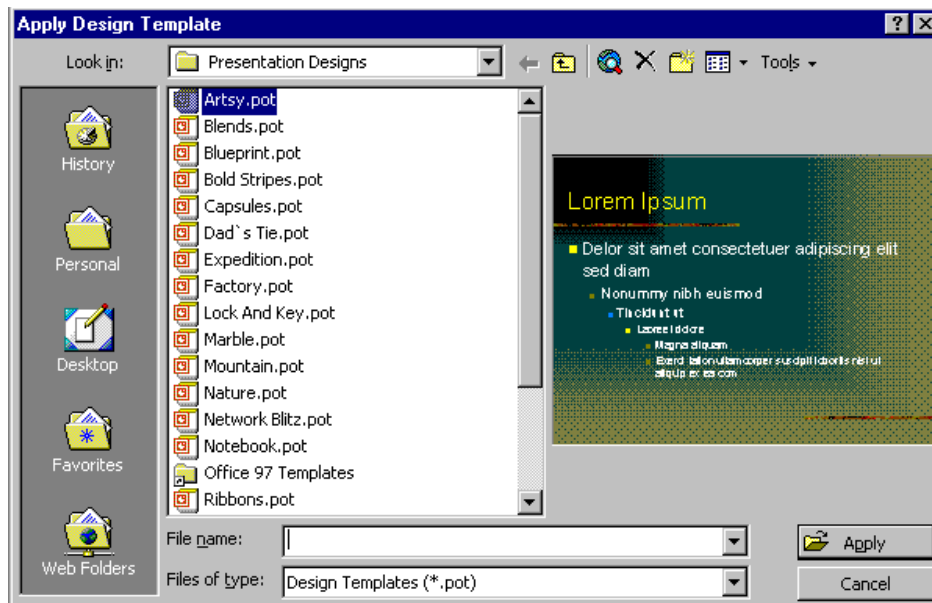 Apply Design Template
Look in:
Presentation Designs
Tools
History
Personal
Desktop
Favorites
Web Folders
Artsy.pot
Blends.pot
Blueprint.pot
Bold Stripes.pot
Capsules.pot
Dad`s Tie.pot
Expedition.pot
Factory.pot
Lock And Key.pot
Marble.pot
Mountain.pot
Nature.pot
Network Blitz.pot
Notebook.pot
Office 97 Templates
Ribbons.pot
Lorem Ipsum
Delor sit amet consectetuer adipiscing elit
sed diam
Nonummy nibh euismod
Magna aliquam
aliquip ex ea com
File name:
Files of type:
Design Templates (*.pot)
Apply
Cancel